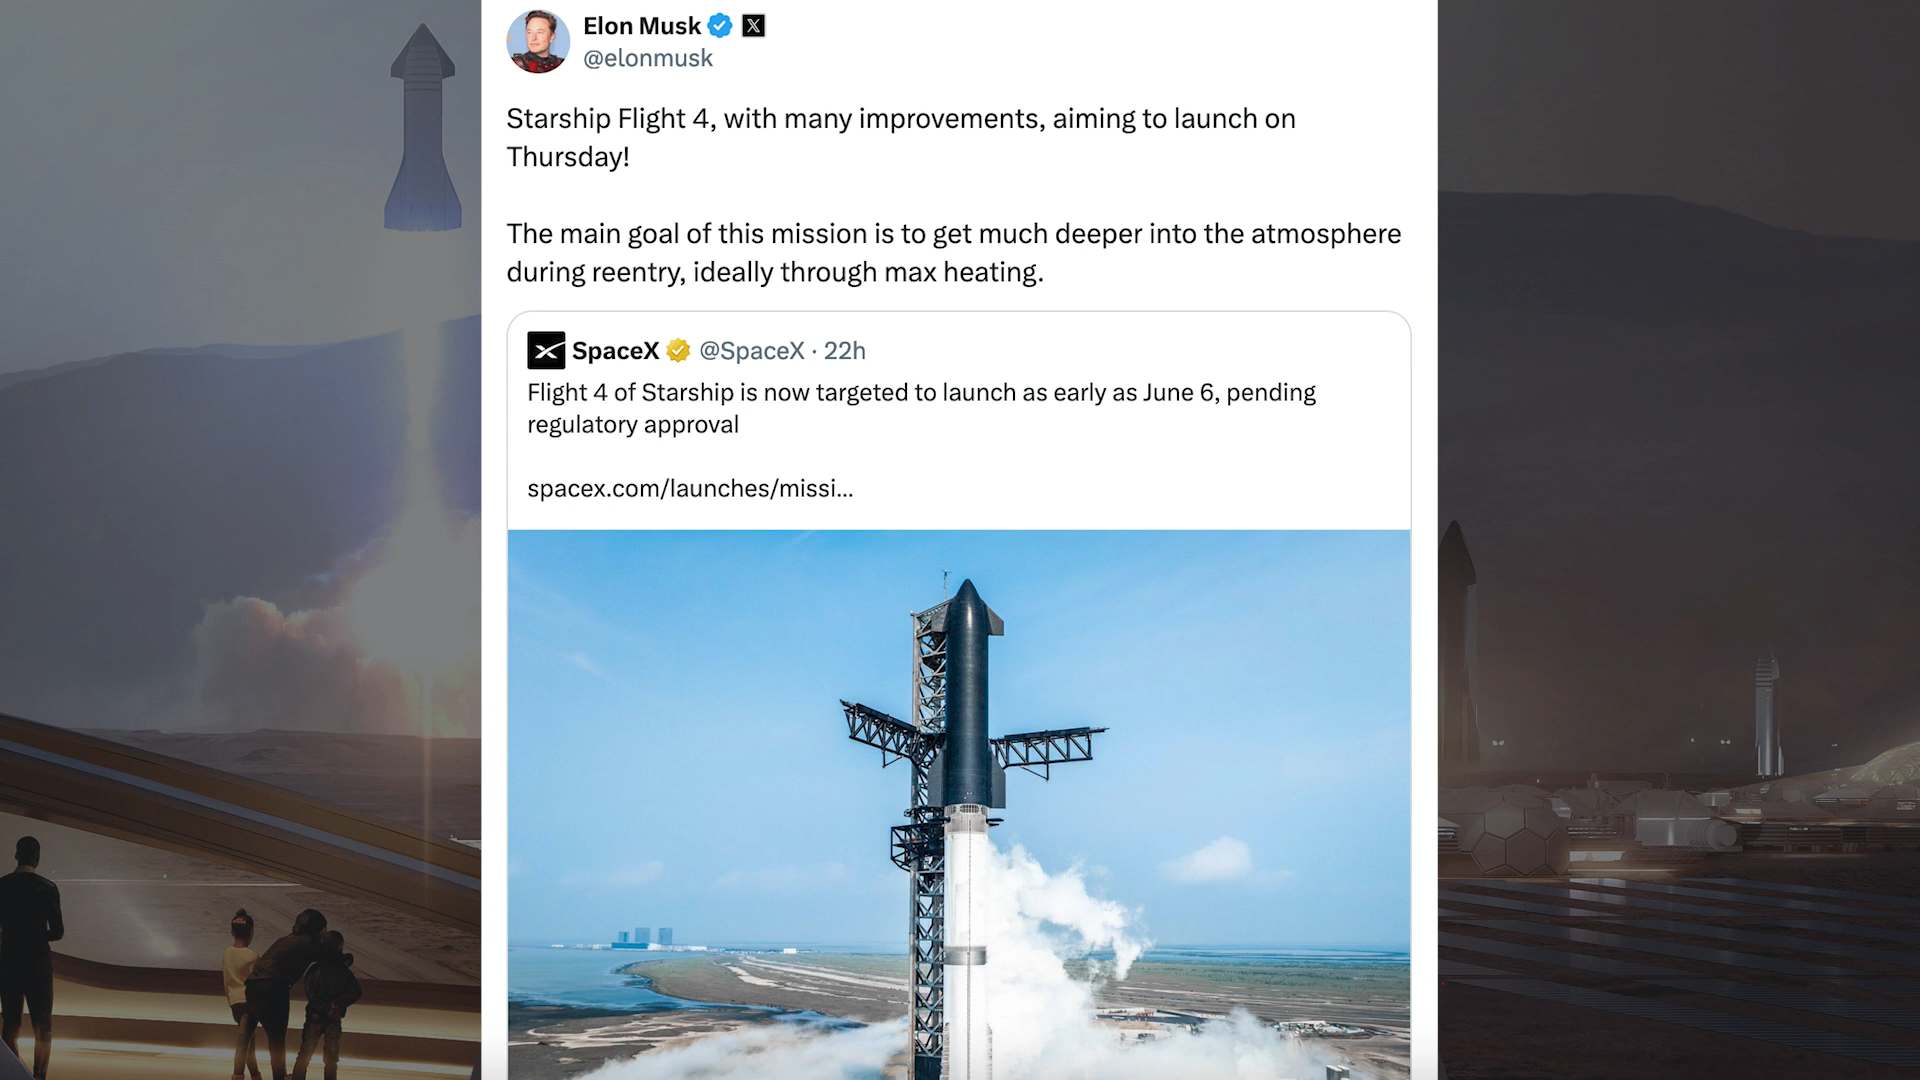 Elon Musk
@elonmusk
Starship Flight 4, with many improvements, aiming to launch on
Thursday!
The main goal of this mission is to get much deeper into the atmosphere
during reentry, ideally through max heating.
SpaceX @SpaceX · 22h
Flight 4 of Starship is now targeted to launch as early as June 6, pending
regulatory approval
spacex.com/launches/missi...